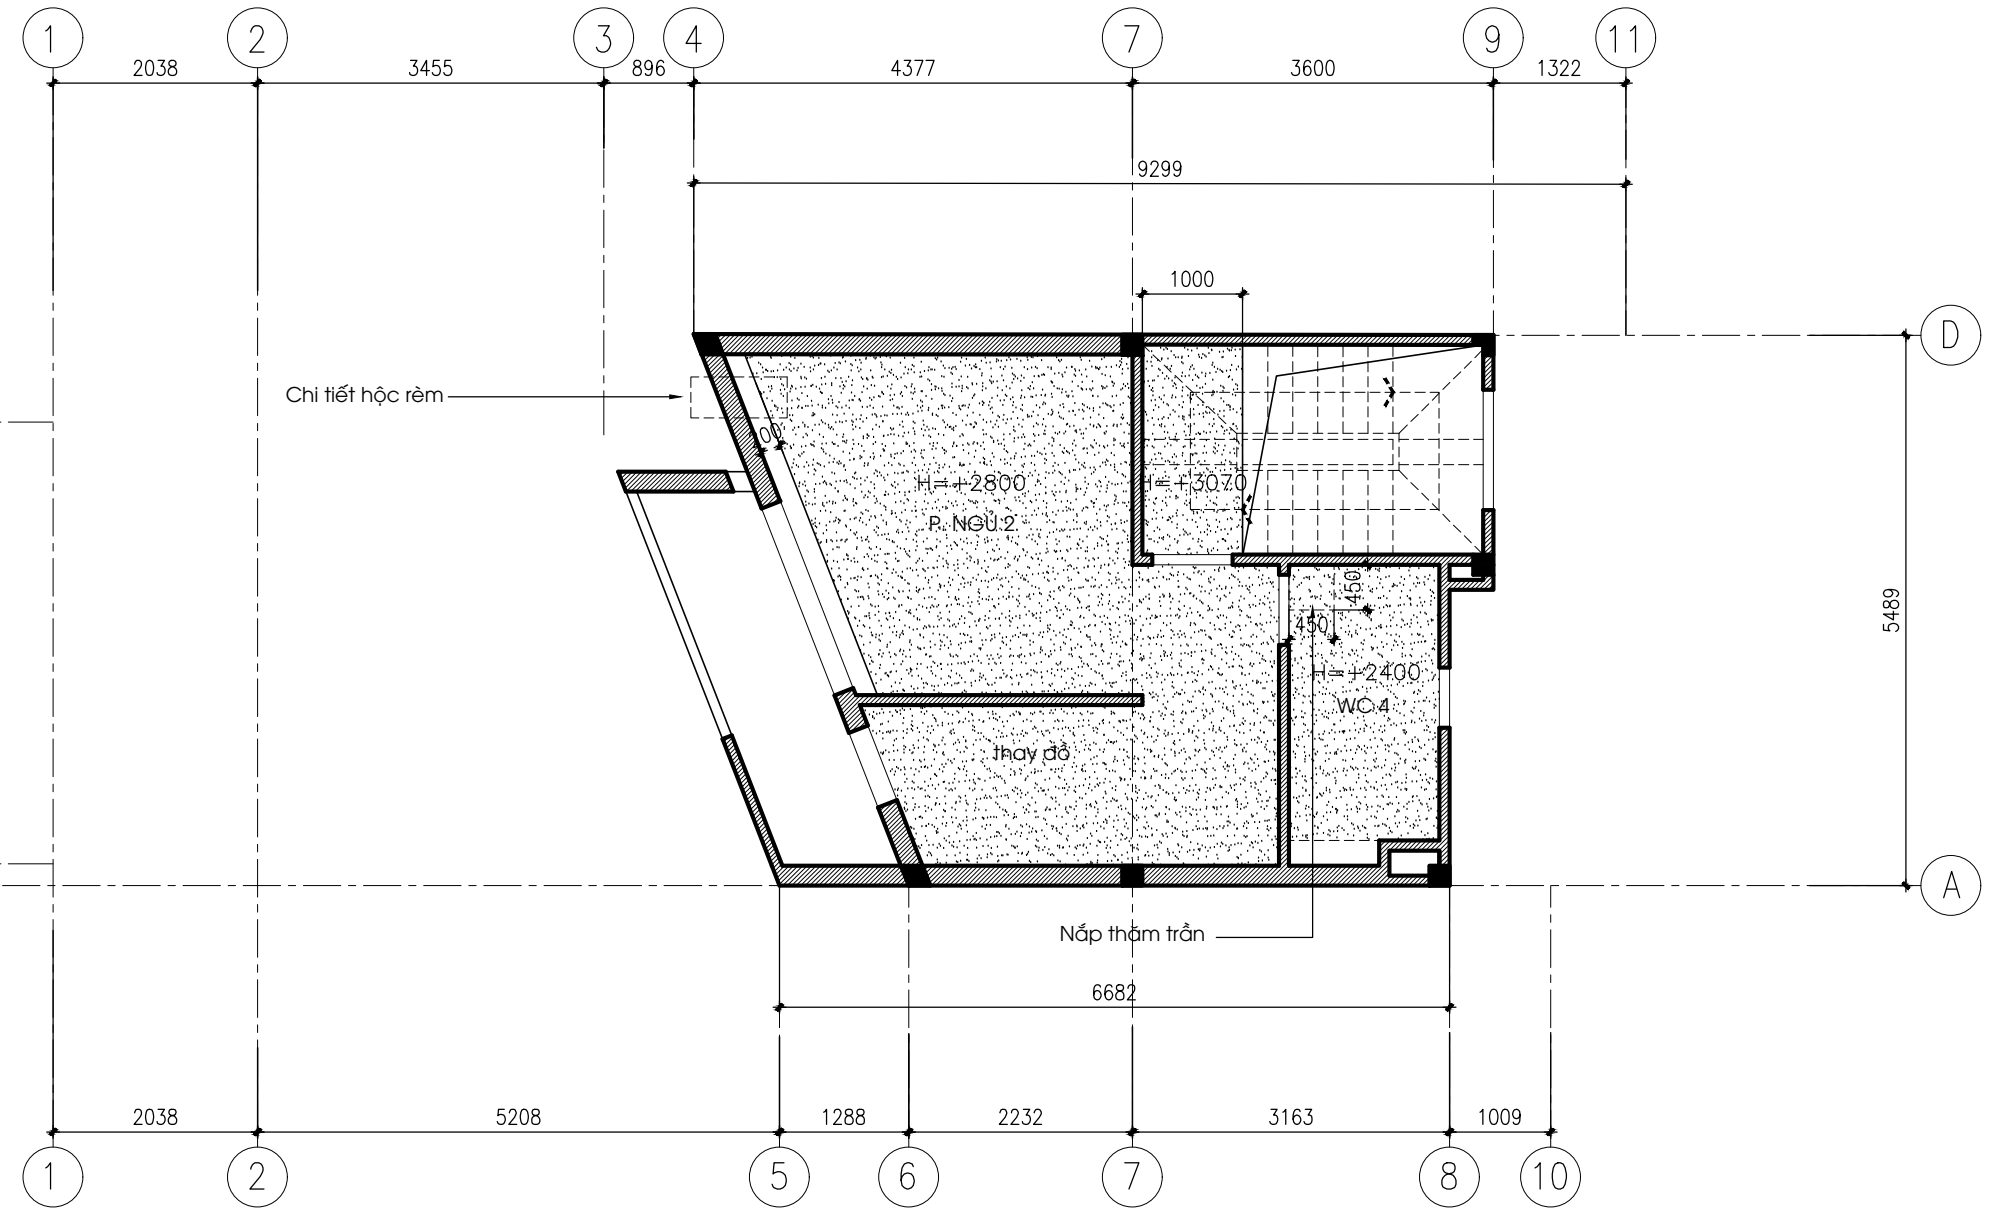 1 2 3 4 7 9 11
2038 3455 896 4377 3600 1322
9299
1000
D
Chi tiết hộc rèm
H=+2800
H=+3070
P. NGỦ 2
450
450
5489
H=+2400
WC 4
thay đồ
A
Nắp thăm trần
6682
2038 5208 1288 2232 3163 1009
1 2 5 6 7 8 10